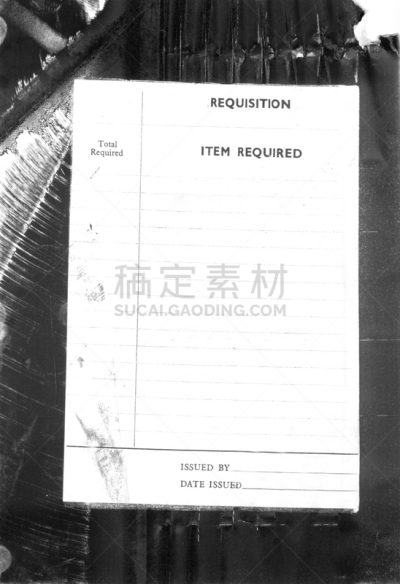 REQUISITION
Total
Required
ITEM REQUIRED
稿定素材
SUCAI.GAODING.COM
ISSUED BY
DATE ISSUED